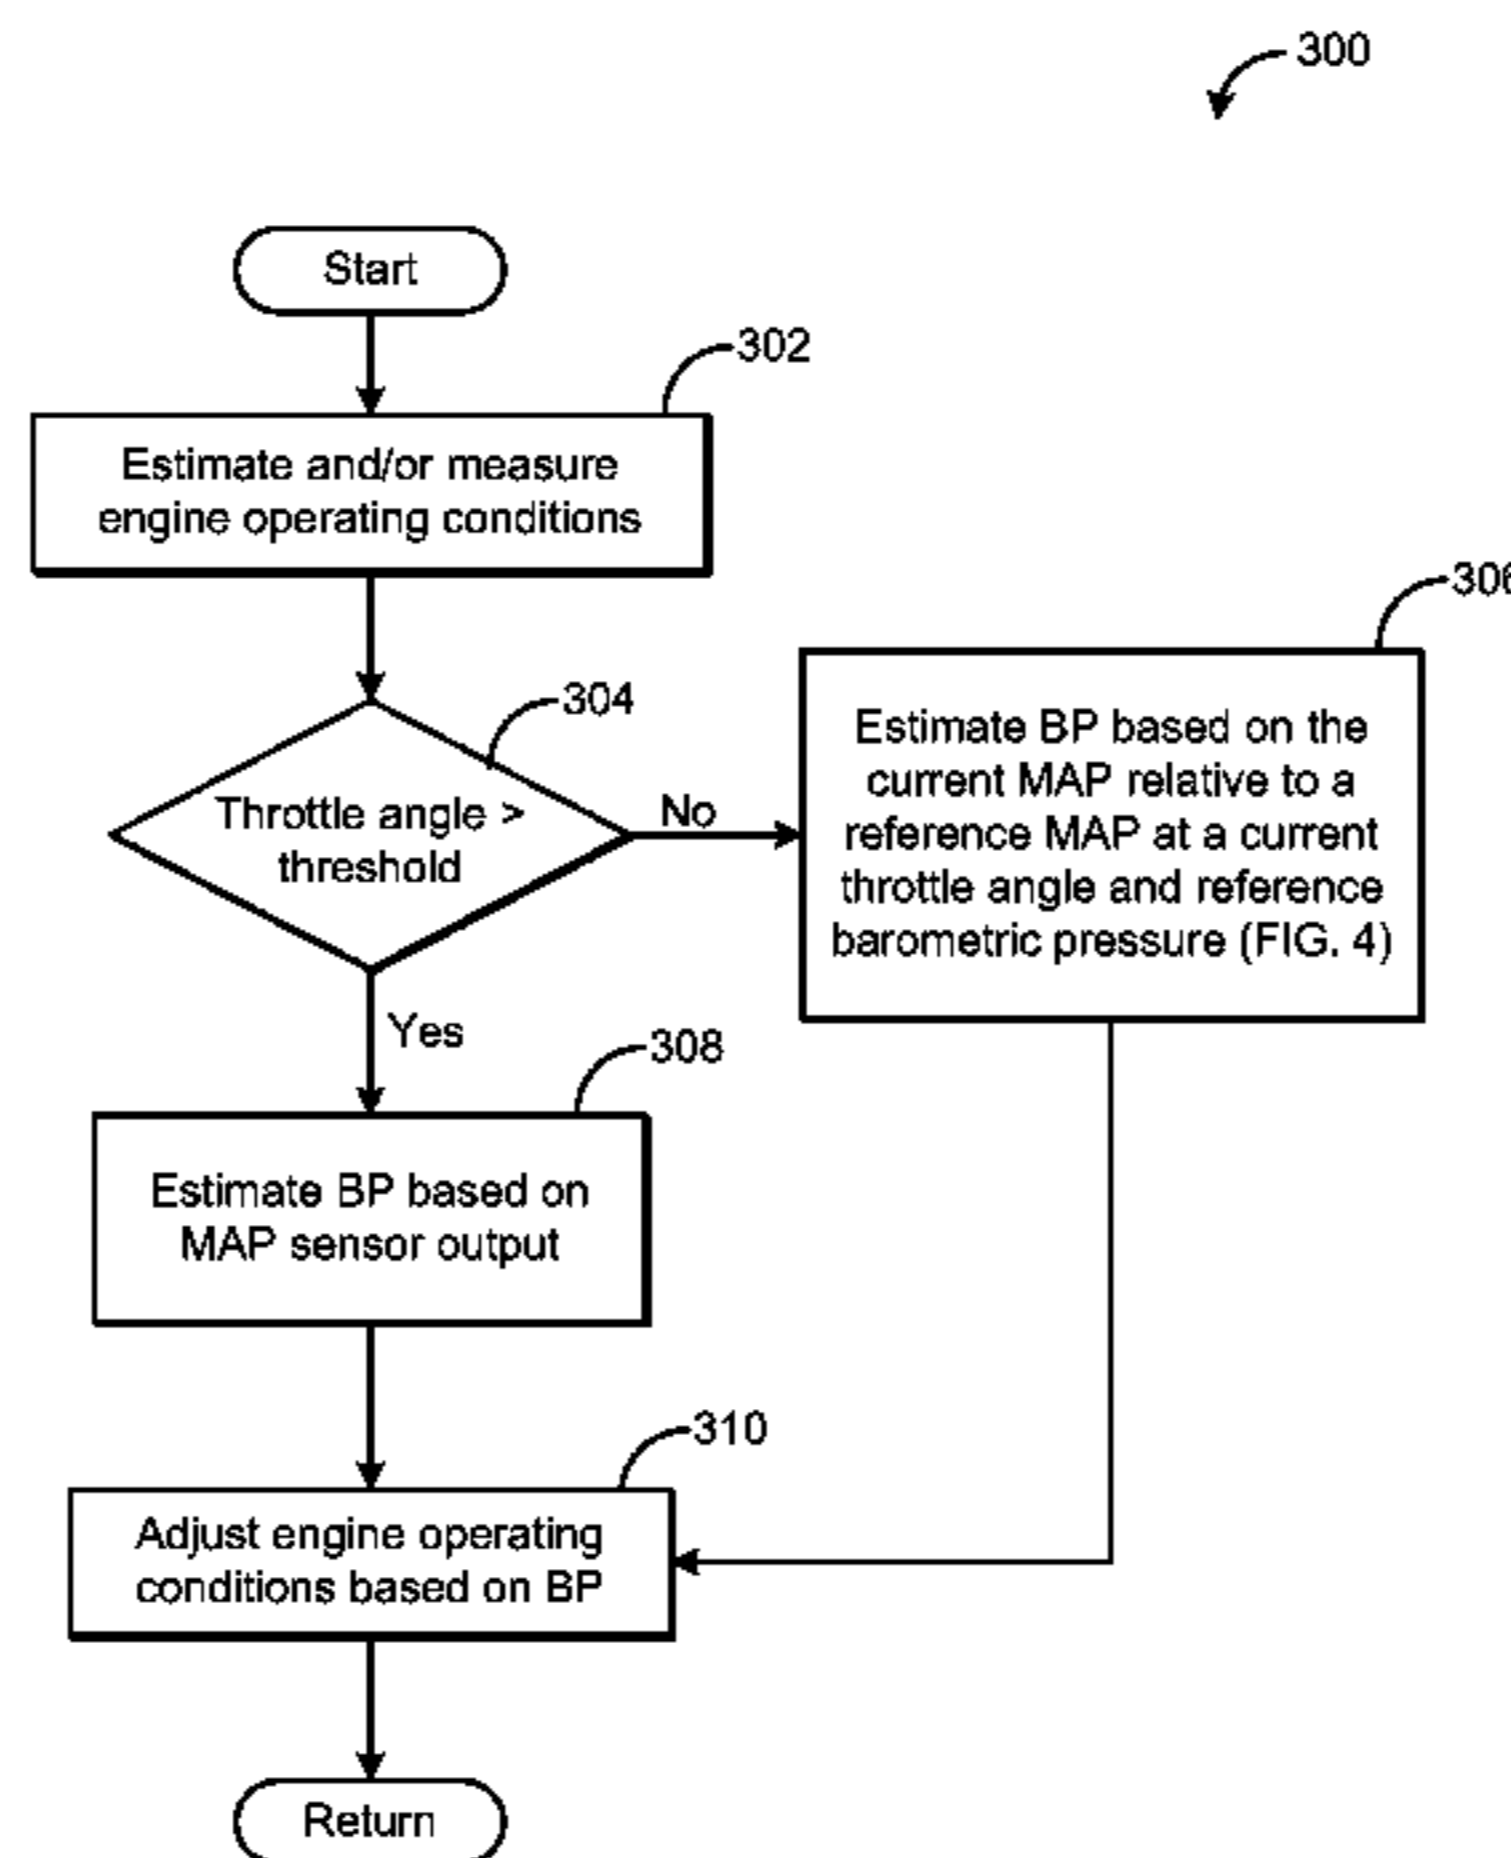 300
Start
302
Estimate and/or measure
engine operating conditions
304
Throttle angle >
threshold
No
306
Estimate BP based on the
current MAP relative to a
reference MAP at a current
throttle angle and reference
barometric pressure (FIG. 4)
Yes
308
Estimate BP based on
MAP sensor output
310
Adjust engine operating
conditions based on BP
Return